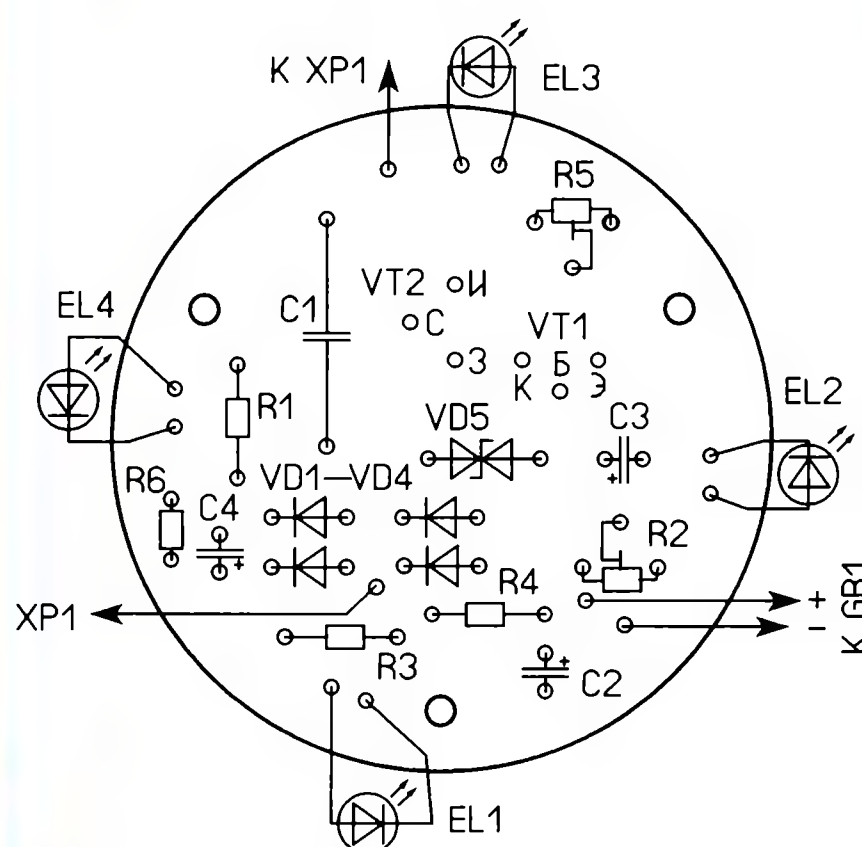 К XP1
EL3
R5
EL4
C1
VT2
И
С
VT1
З
Б
К
Э
EL2
R1
VD5
C3
+
R6
C4
VD1—VD4
+
R2
XP1
R4
+
-
К GB1
R3
+
C2
EL1